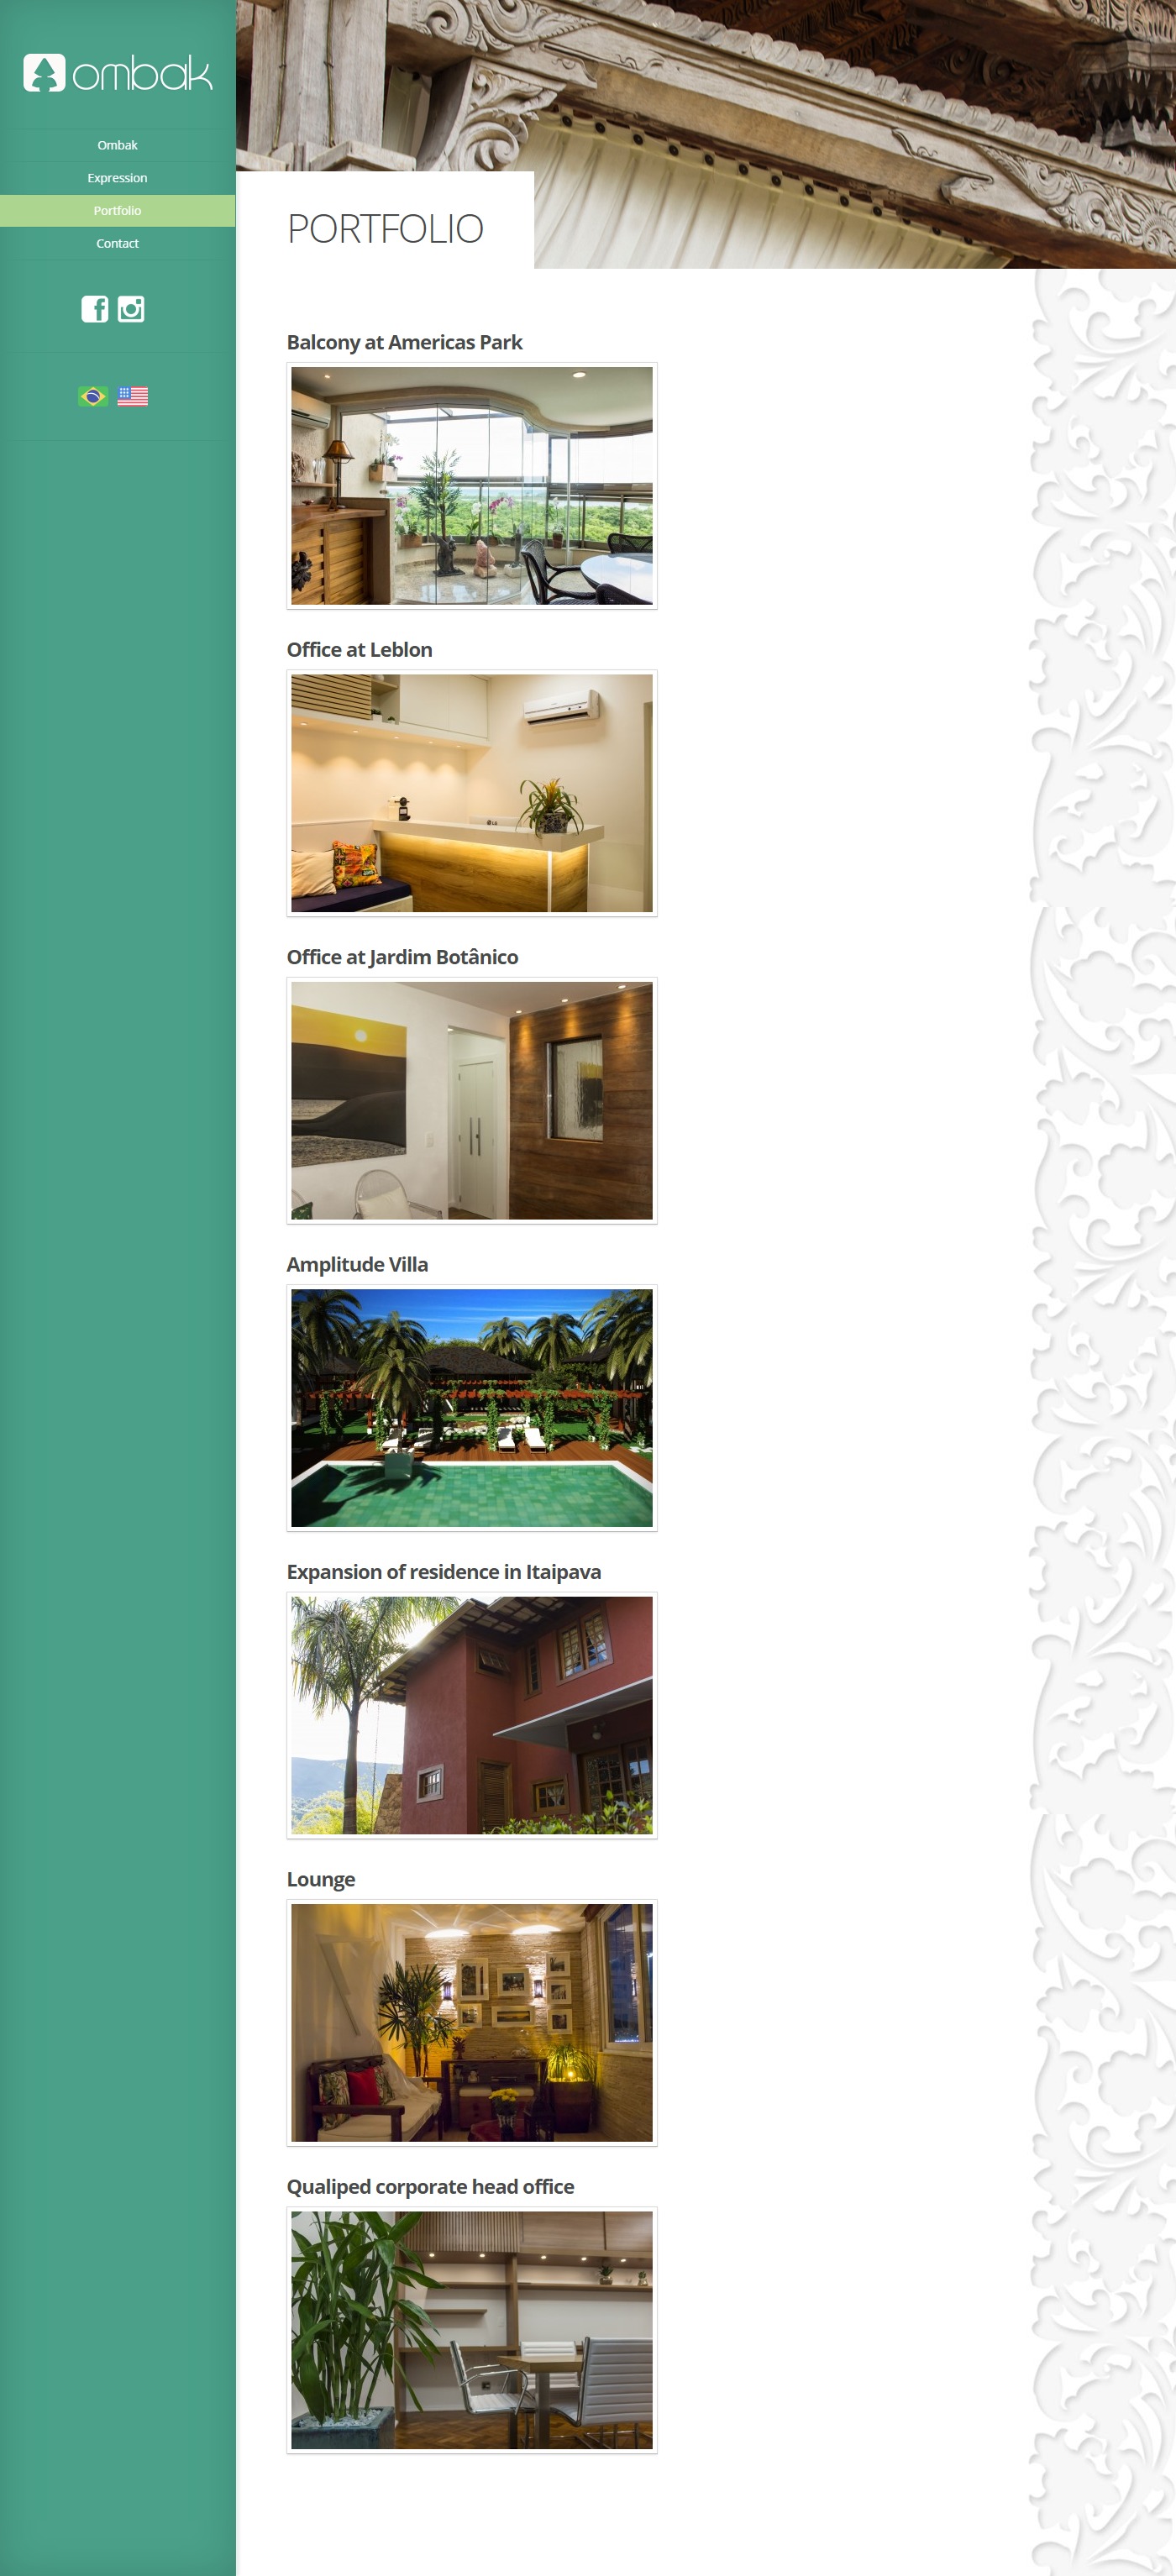 ombak
Ombak
Expression
Portfolio
Contact
PORTFOLIO
Balcony at Americas Park
Office at Leblon
Office at Jardim Botânico
Amplitude Villa
Expansion of residence in Itaipava
Lounge
Qualiped corporate head office